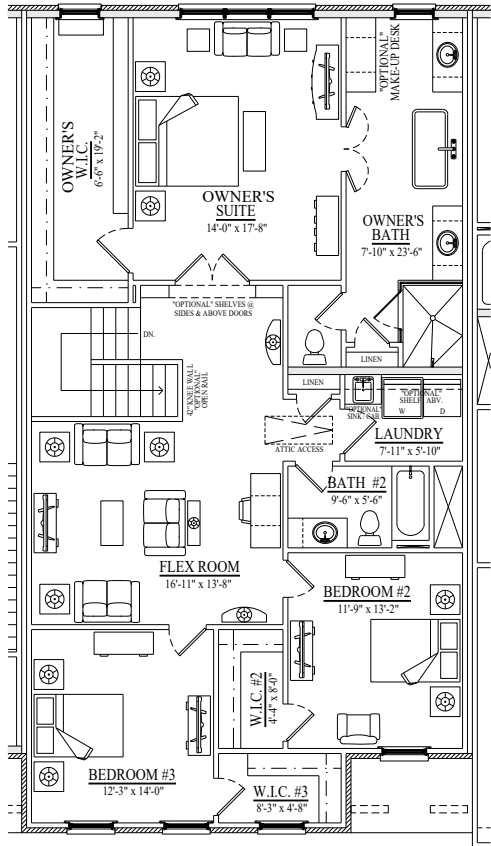 OWNER'S
W.I.C.
6'-6" x 19'-2"
OWNER'S
SUITE
14'-0" x 17'-8"
"OPTIONAL"
MAKE-UP DESK
OWNER'S
BATH
7'-10" x 23'-6"
"OPTIONAL" SHELVES @
SIDES & ABOVE DOORS
DN.
42" KNEE WALL
"OPTIONAL"
OPEN RAIL
LINEN
LINEN
"OPTIONAL"
SINK / CAB.
"OPTIONAL"
SHELF ABV.
W
D
LAUNDRY
7'-11" x 5'-10"
ATTIC ACCESS
BATH #2
9'-6" x 5'-6"
FLEX ROOM
16'-11" x 13'-8"
BEDROOM #2
11'-9" x 13'-2"
W.I.C. #2
4'-4" x 8'-0"
BEDROOM #3
12'-3" x 14'-0"
W.I.C. #3
8'-3" x 4'-8"